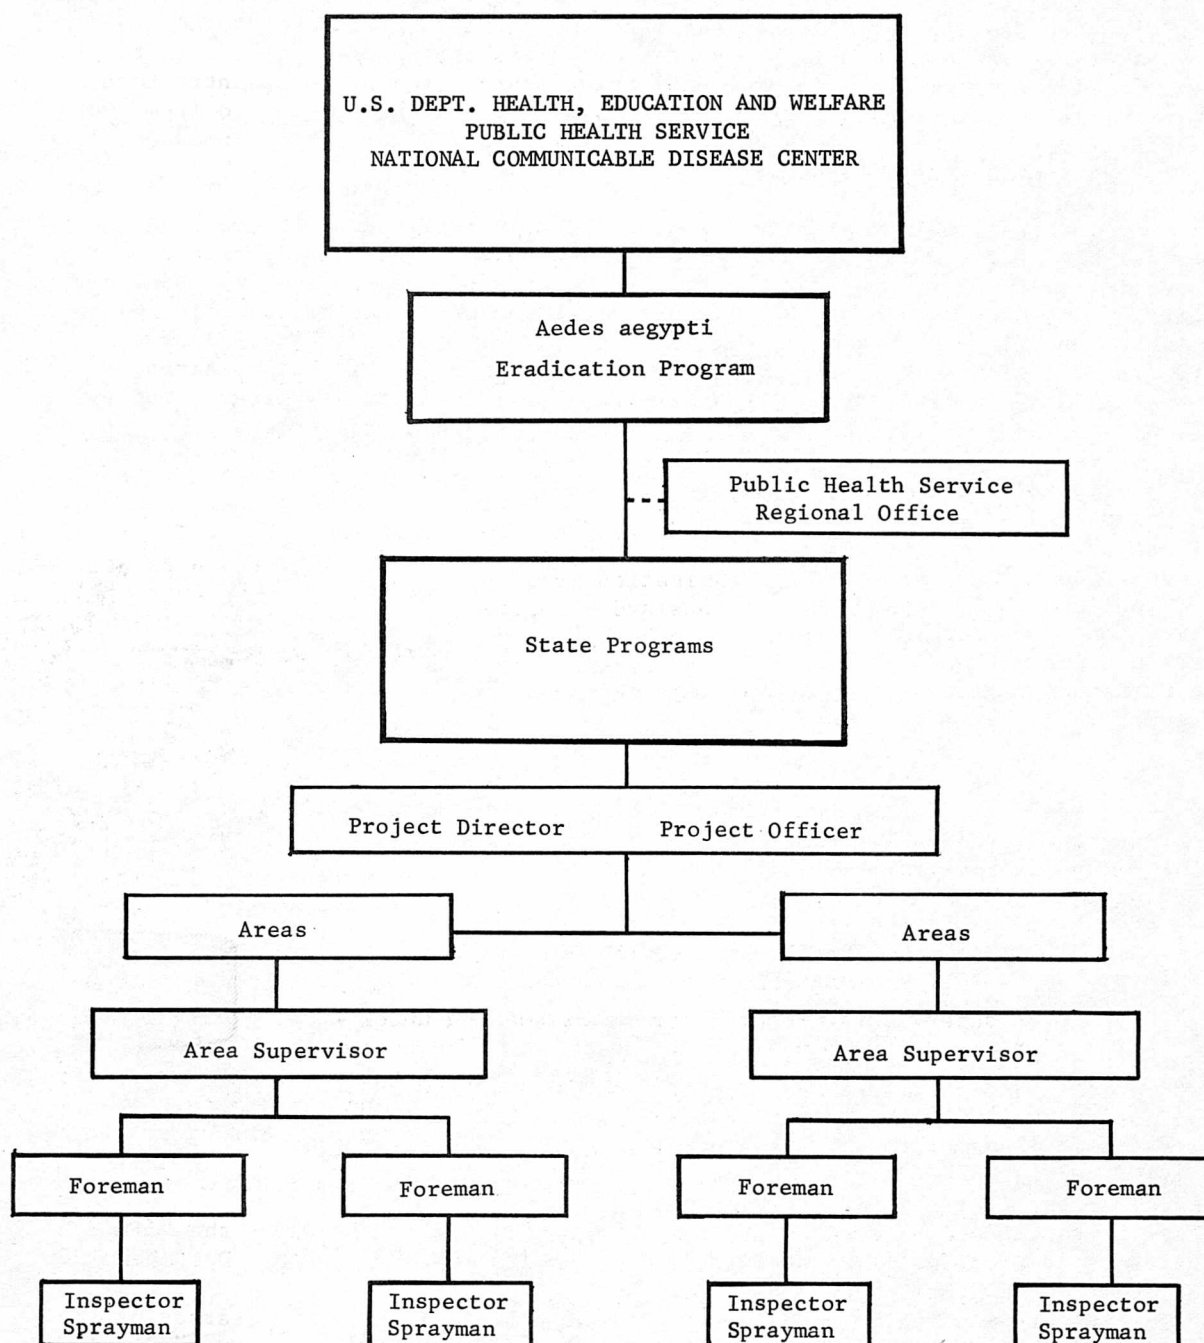 U.S. DEPT. HEALTH, EDUCATION AND WELFARE
PUBLIC HEALTH SERVICE
NATIONAL COMMUNICABLE DISEASE CENTER
Aedes aegypti
Eradication Program
Public Health Service
Regional Office
State Programs
Project Director Project Officer
Areas
Areas
Area Supervisor
Area Supervisor
Foreman
Foreman
Foreman
Foreman
Inspector
Sprayman
Inspector
Sprayman
Inspector
Sprayman
Inspector
Sprayman